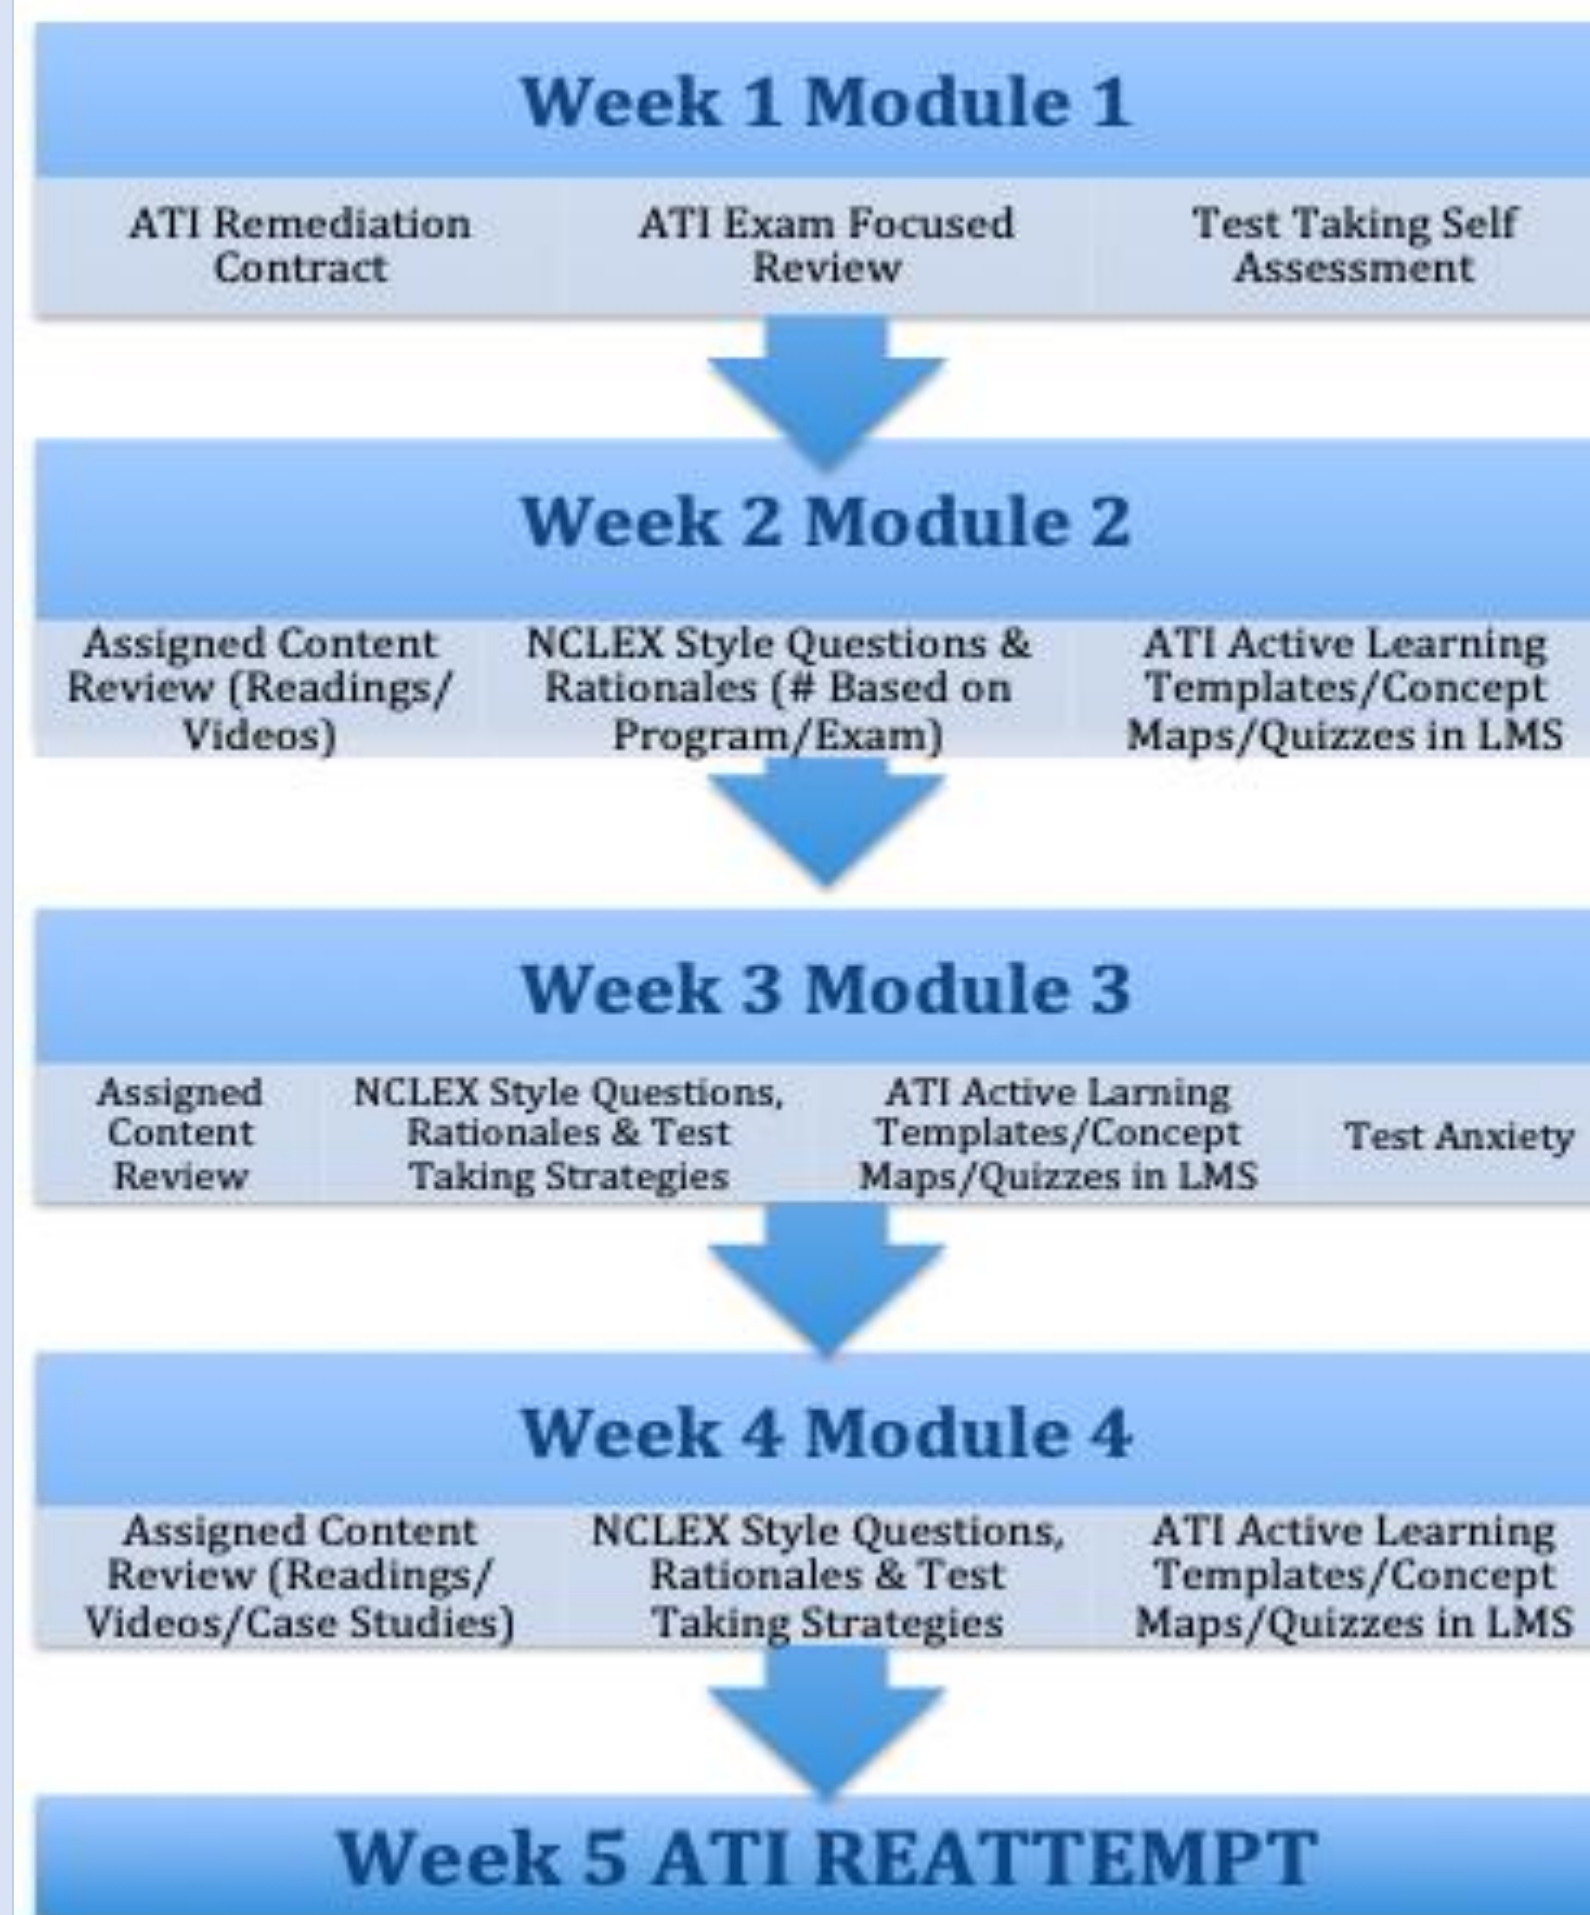 Week 1 Module 1
ATI Remediation
Contract
ATI Exam Focused
Review
Test Taking Self
Assessment
Week 2 Module 2
Assigned Content
Review (Readings/
Videos)
NCLEX Style Questions &
Rationales (# Based on
Program/Exam)
ATI Active Learning
Templates/Concept
Maps/Quizzes in LMS
Week 3 Module 3
Assigned
Content
Review
NCLEX Style Questions,
Rationales & Test
Taking Strategies
ATI Active Larning
Templates/Concept
Maps/Quizzes in LMS
Test Anxiety
Week 4 Module 4
Assigned Content
Review (Readings/
Videos/Case Studies)
NCLEX Style Questions,
Rationales & Test
Taking Strategies
ATI Active Learning
Templates/Concept
Maps/Quizzes in LMS
Week 5 ATI REATTEMPT